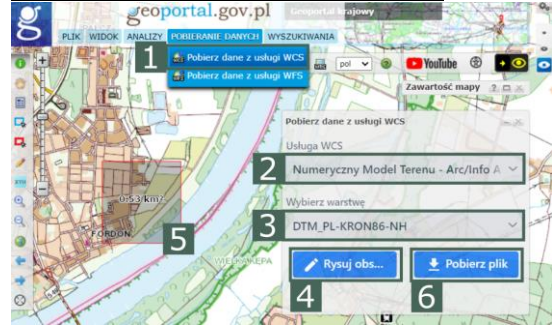 geoportal.gov.pl
Geoportal krajowy
PLIK WIDOK ANALIZY POBIERANIE DANYCH WYSZUKIWANIA
1
Pobierz dane z usługi WCS
Pobierz dane z usługi WFS
pol
YouTube
Zawartość mapy
Pobierz dane z usługi WCS
Usługa WCS
2
Numeryczny Model Terenu - Arc/Info A
Wybierz warstwę
3
DTM_PL-KRON86-NH
0.53/km²
FORDON
5
WIELKA KĘPA
Rysuj obs...
Pobierz plik
4
6